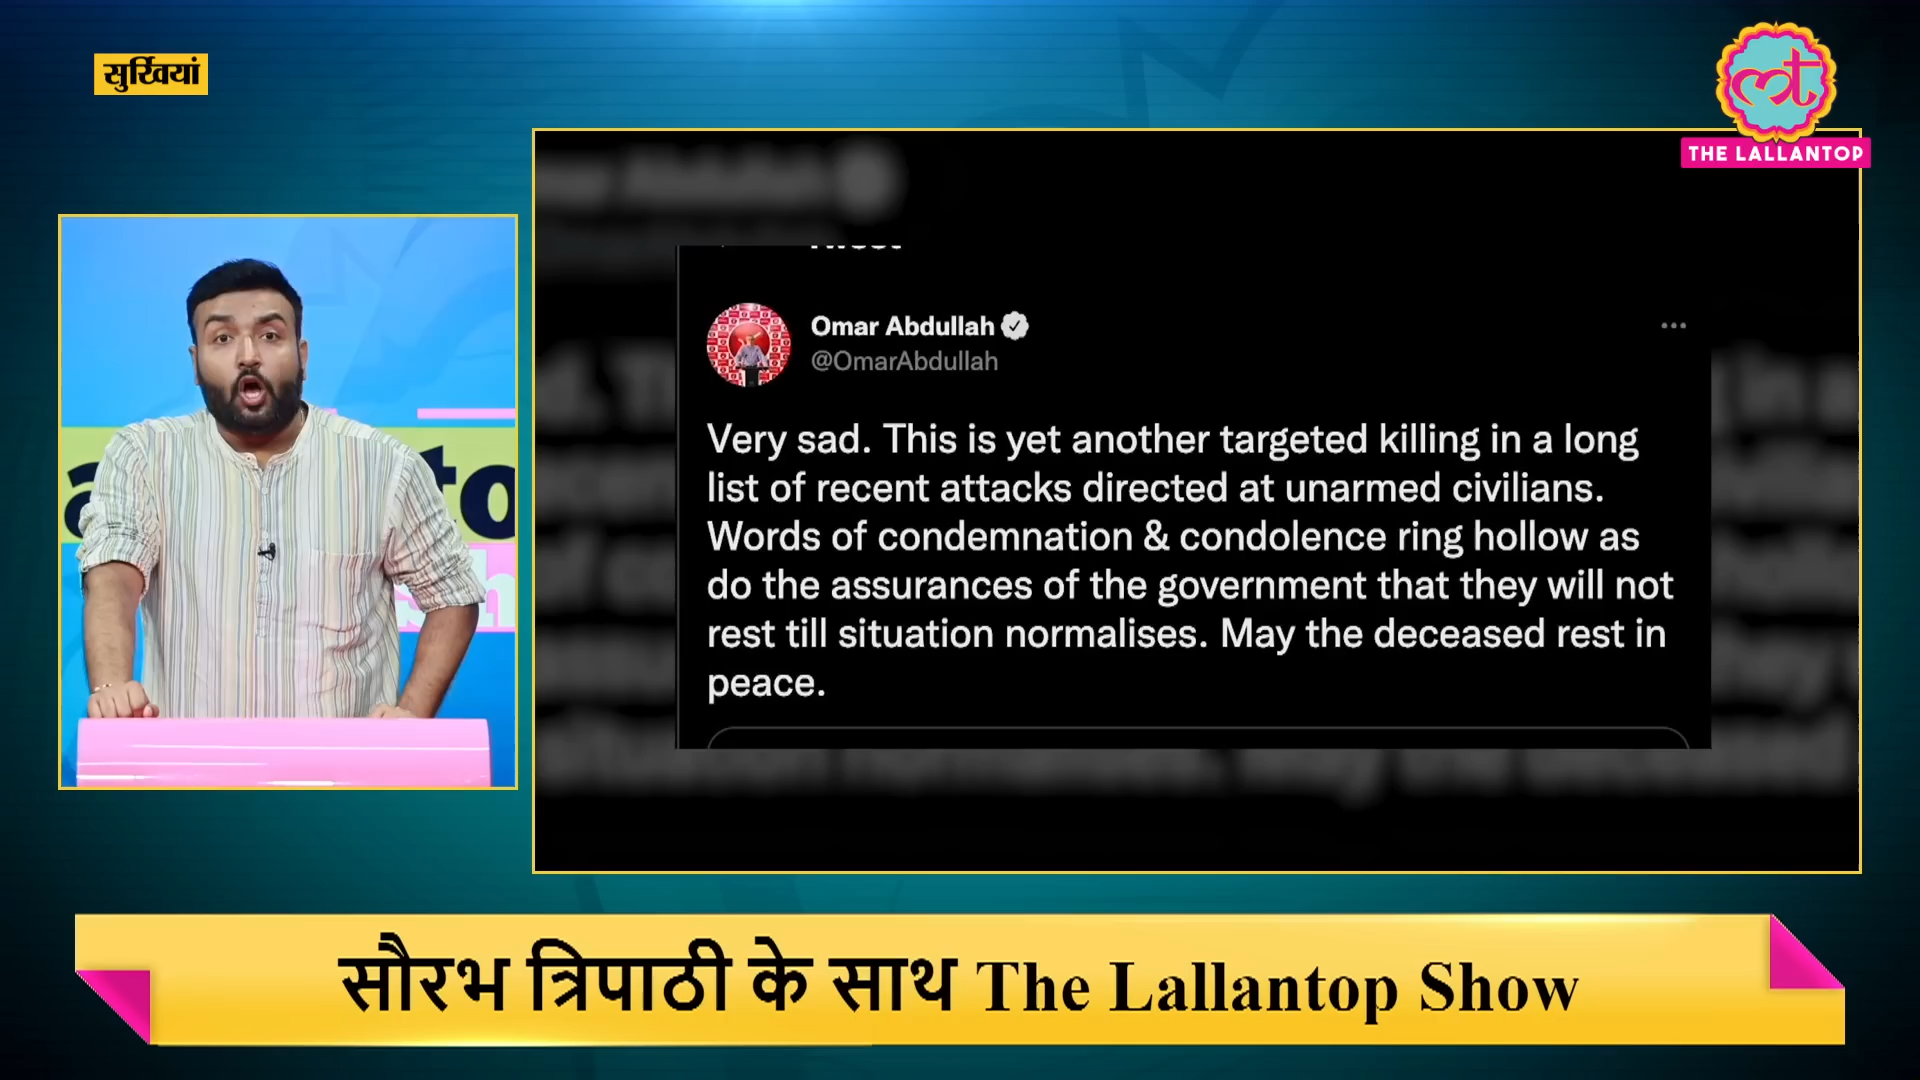 सुर्खियां
THE LALLANTOP
Omar Abdullah
@OmarAbdullah
Very sad. This is yet another targeted killing in a long
list of recent attacks directed at unarmed civilians.
Words of condemnation & condolence ring hollow as
do the assurances of the government that they will not
rest till situation normalises. May the deceased rest in
peace.
सौरभ त्रिपाठी के साथ The Lallantop Show